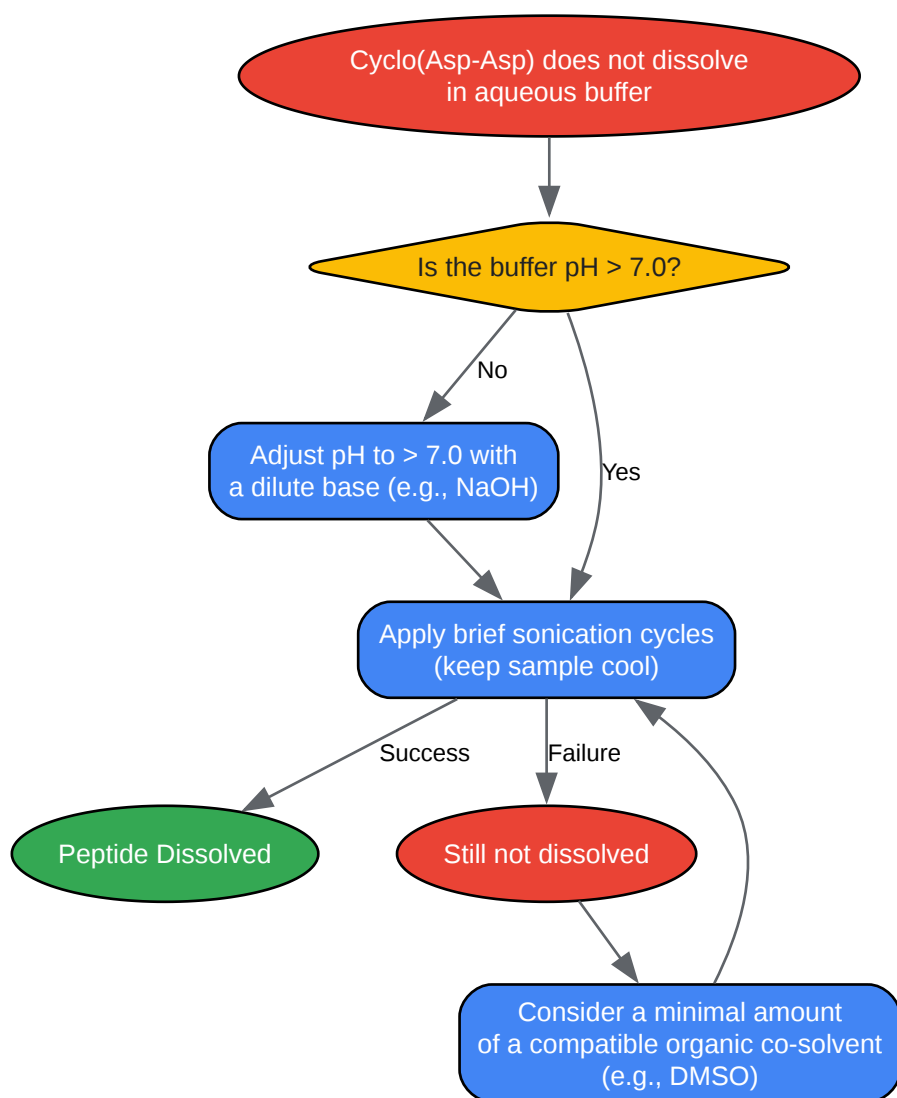 Cyclo(Asp-Asp) does not dissolve
in aqueous buffer
Is the buffer pH > 7.0?
No
Yes
Adjust pH to > 7.0 with
a dilute base (e.g., NaOH)
Apply brief sonication cycles
(keep sample cool)
Success
Failure
Peptide Dissolved
Still not dissolved
Consider a minimal amount
of a compatible organic co-solvent
(e.g., DMSO)